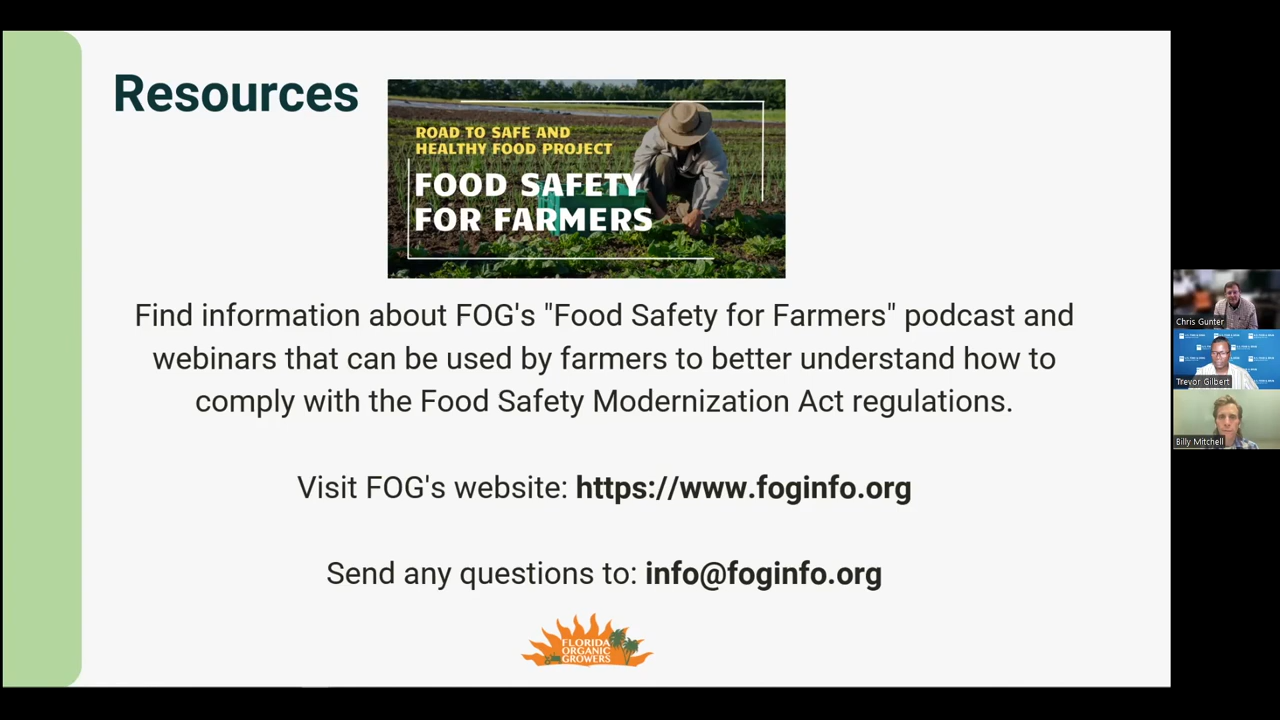 Resources
ROAD TO SAFE AND
HEALTHY FOOD PROJECT
FOOD SAFETY
FOR FARMERS
Find information about FOG's "Food Safety for Farmers" podcast and
webinars that can be used by farmers to better understand how to
comply with the Food Safety Modernization Act regulations.
Visit FOG's website: https://www.foginfo.org
Send any questions to: info@foginfo.org
FLORIDA
ORGANIC
GROWERS
Chris Gunter
Trevor Gilbert
Billy Mitchell